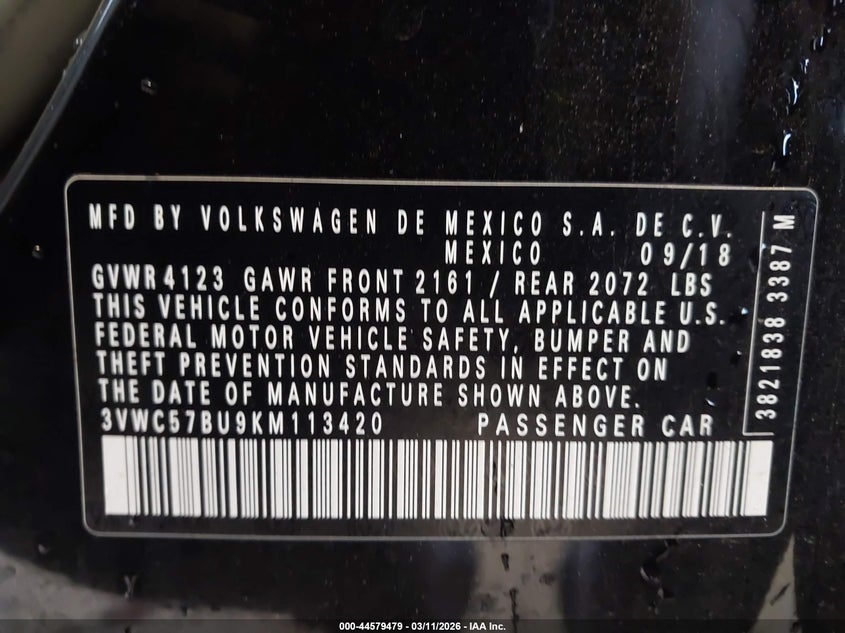 MFD BY VOLKSWAGEN DE MEXICO S.A. DE C.V.
MEXICO 09/18
GVWR 4123 GAWR FRONT 2161 / REAR 2072 LBS
THIS VEHICLE CONFORMS TO ALL APPLICABLE U.S.
FEDERAL MOTOR VEHICLE SAFETY, BUMPER AND
THEFT PREVENTION STANDARDS IN EFFECT ON
THE DATE OF MANUFACTURE SHOWN ABOVE.
3VWC57BU9KM113420 PASSENGER CAR
3821838 3387 M
000-44579479 - 03/11/2026 - IAA Inc.